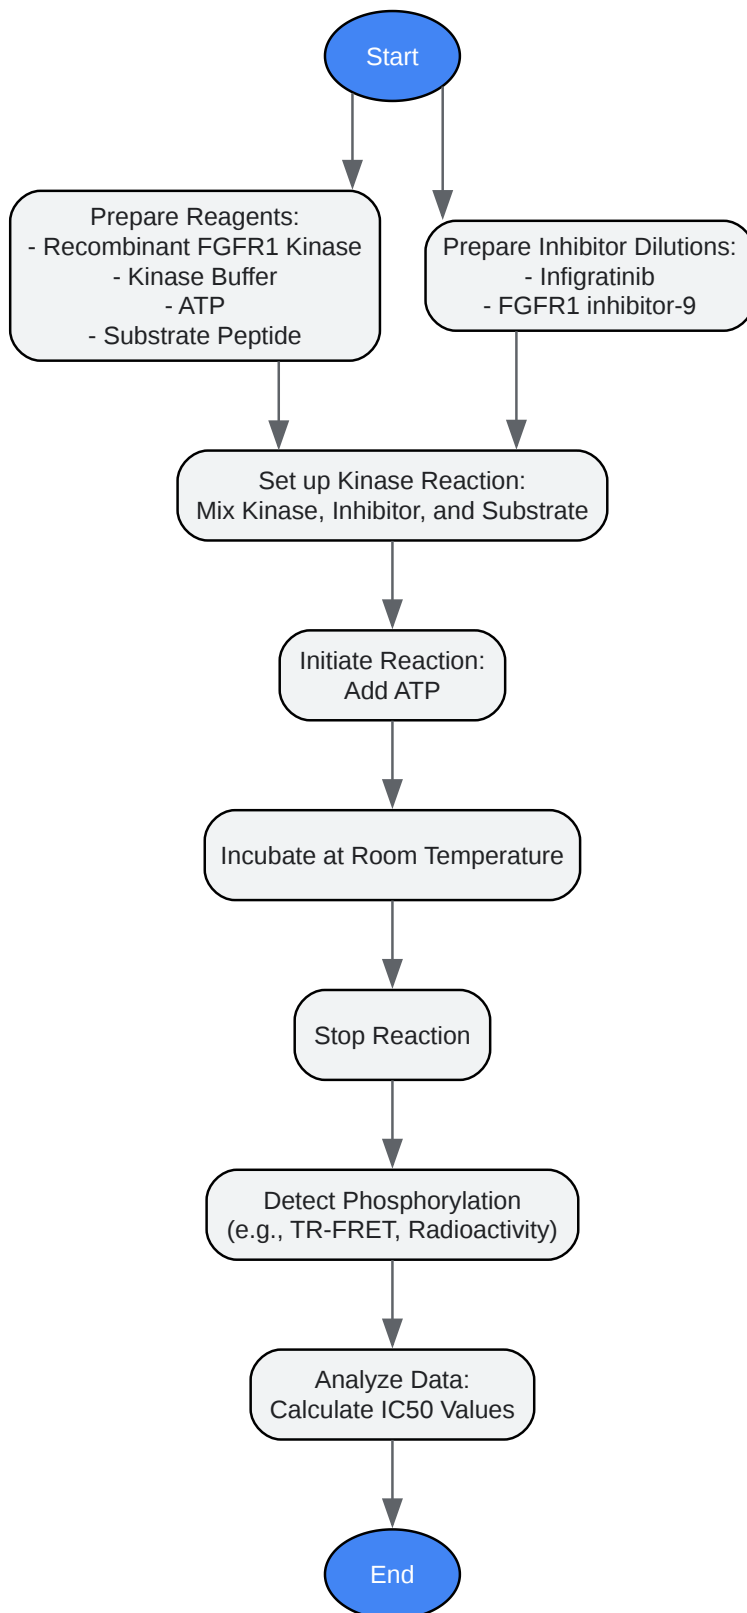 Start
Prepare Reagents:
- Recombinant FGFR1 Kinase
- Kinase Buffer
- ATP
- Substrate Peptide
Prepare Inhibitor Dilutions:
- Infigratinib
- FGFR1 inhibitor-9
Set up Kinase Reaction:
Mix Kinase, Inhibitor, and Substrate
Initiate Reaction:
Add ATP
Incubate at Room Temperature
Stop Reaction
Detect Phosphorylation
(e.g., TR-FRET, Radioactivity)
Analyze Data:
Calculate IC50 Values
End